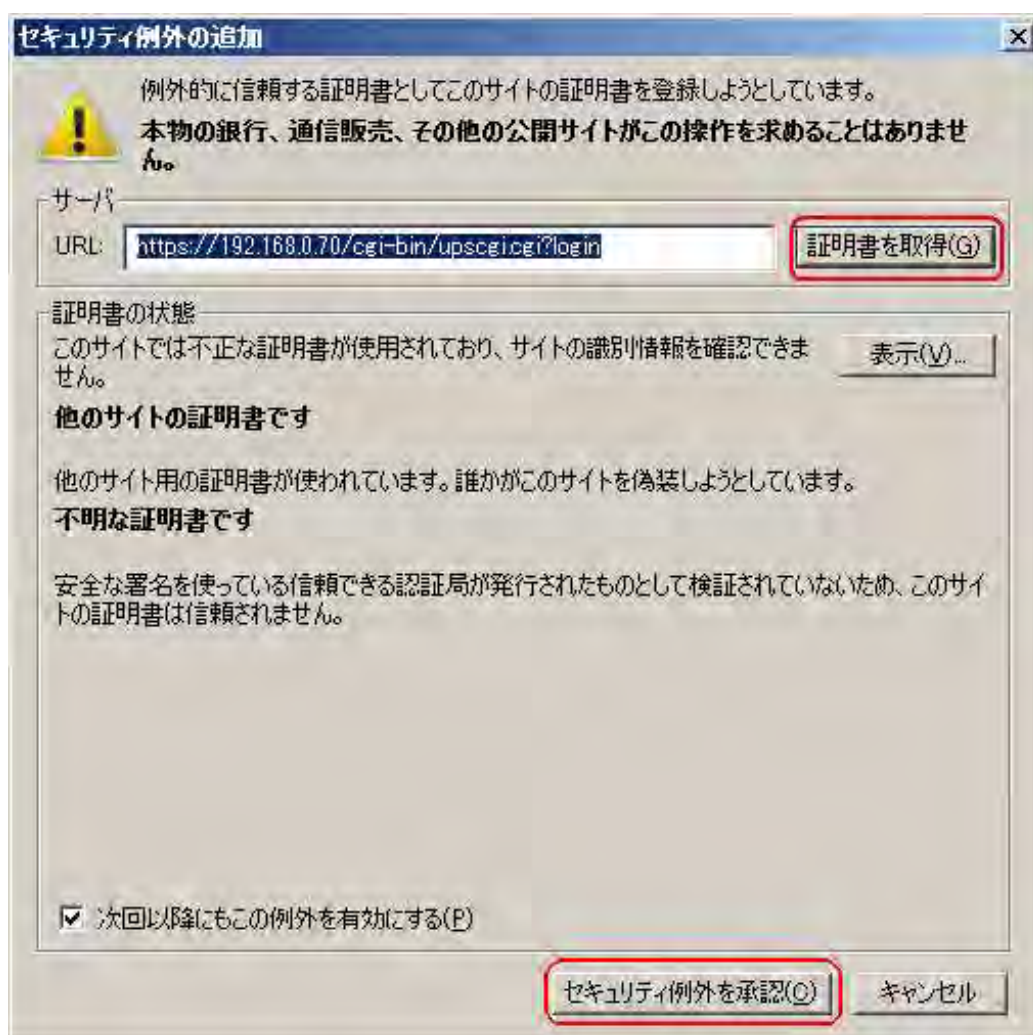 セキュリティ例外の追加
例外的に信頼する証明書としてこのサイトの証明書を登録しようとしています。
本物の銀行、通信販売、その他の公開サイトがこの操作を求めることはありませ
ん。
サーバ
URL: https://192.168.0.70/cgi-bin/upscgi.cgi?login 証明書を取得(G)
証明書の状態
このサイトでは不正な証明書が使用されており、サイトの識別情報を確認できま
せん。
表示(V)...
他のサイトの証明書です
他のサイト用の証明書が使われています。誰かがこのサイトを偽装しようとしています。
不明な証明書です
安全な署名を使っている信頼できる認証局が発行されたものとして検証されていないため、このサイ
トの証明書は信頼されません。
次回以降にもこの例外を有効にする(P)
セキュリティ例外を承認(C) キャンセル